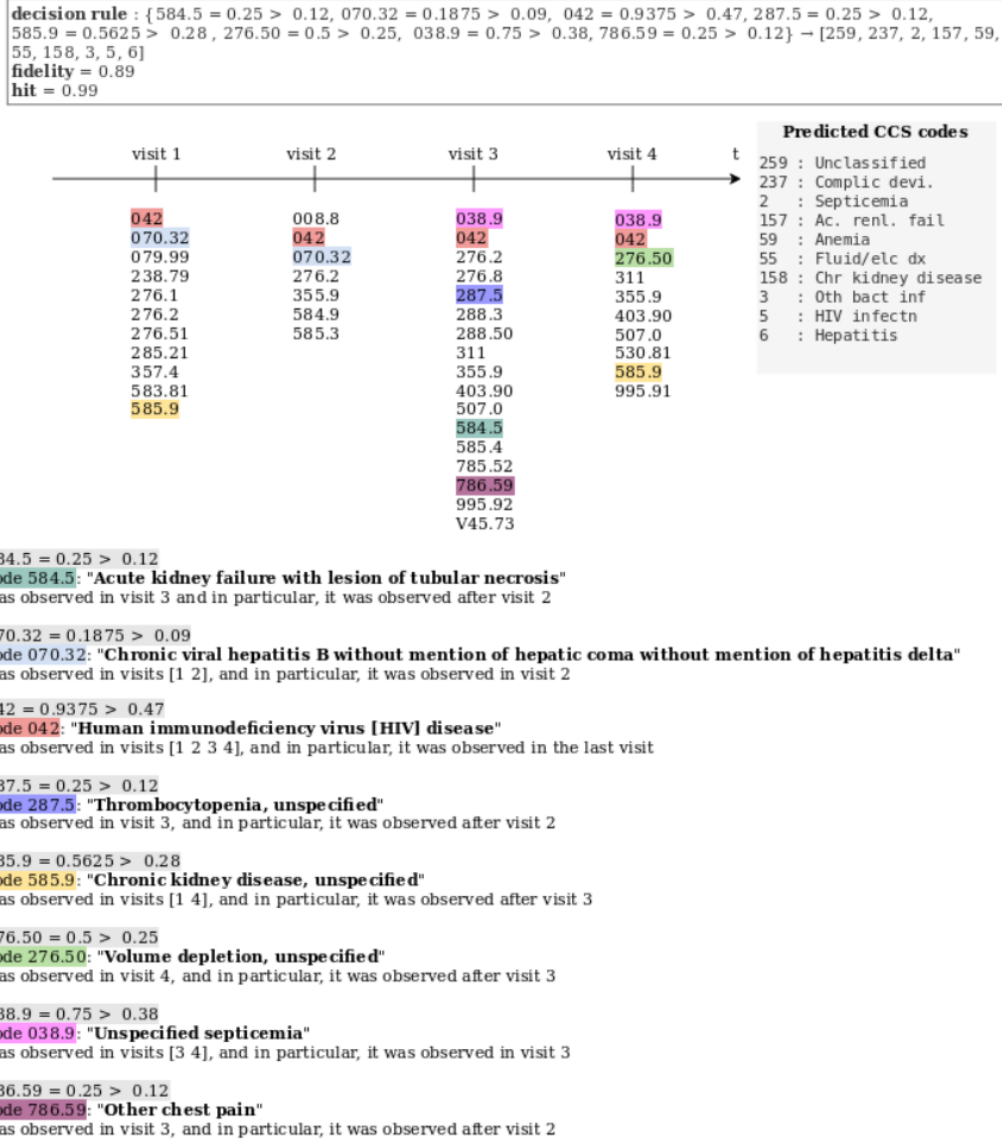 decision rule : {584.5 = 0.25 > 0.12, 070.32 = 0.1875 > 0.09, 042 = 0.9375 > 0.47, 287.5 = 0.25 > 0.12,
585.9 = 0.5625 > 0.28 , 276.50 = 0.5 > 0.25, 038.9 = 0.75 > 0.38, 786.59 = 0.25 > 0.12} → [259, 237, 2, 157, 59,
55, 158, 3, 5, 6]
fidelity = 0.89
hit = 0.99
visit 1 visit 2 visit 3 visit 4 t
042
070.32
079.99
238.79
276.1
276.2
276.51
285.21
357.4
583.81
585.9
008.8
042
070.32
276.2
355.9
584.9
585.3
038.9
042
276.2
276.8
287.5
288.3
288.50
311
355.9
403.90
507.0
584.5
585.4
785.52
786.59
995.92
V45.73
038.9
042
276.50
311
355.9
403.90
507.0
530.81
585.9
995.91
Predicted CCS codes
259 : Unclassified
237 : Complic devi.
2 : Septicemia
157 : Ac. renl. fail
59 : Anemia
55 : Fluid/elc dx
158 : Chr kidney disease
3 : Oth bact inf
5 : HIV infectn
6 : Hepatitis
84.5 = 0.25 > 0.12
de 584.5: "Acute kidney failure with lesion of tubular necrosis"
as observed in visit 3 and in particular, it was observed after visit 2
70.32 = 0.1875 > 0.09
de 070.32: "Chronic viral hepatitis B without mention of hepatic coma without mention of hepatitis delta"
as observed in visits [1 2], and in particular, it was observed in visit 2
42 = 0.9375 > 0.47
de 042: "Human immunodeficiency virus [HIV] disease"
as observed in visits [1 2 3 4], and in particular, it was observed in the last visit
87.5 = 0.25 > 0.12
de 287.5: "Thrombocytopenia, unspecified"
as observed in visit 3, and in particular, it was observed after visit 2
85.9 = 0.5625 > 0.28
de 585.9: "Chronic kidney disease, unspecified"
as observed in visits [1 4], and in particular, it was observed after visit 3
76.50 = 0.5 > 0.25
de 276.50: "Volume depletion, unspecified"
as observed in visit 4, and in particular, it was observed after visit 3
38.9 = 0.75 > 0.38
de 038.9: "Unspecified septicemia"
as observed in visits [3 4], and in particular, it was observed in visit 3
86.59 = 0.25 > 0.12
de 786.59: "Other chest pain"
as observed in visit 3, and in particular, it was observed after visit 2